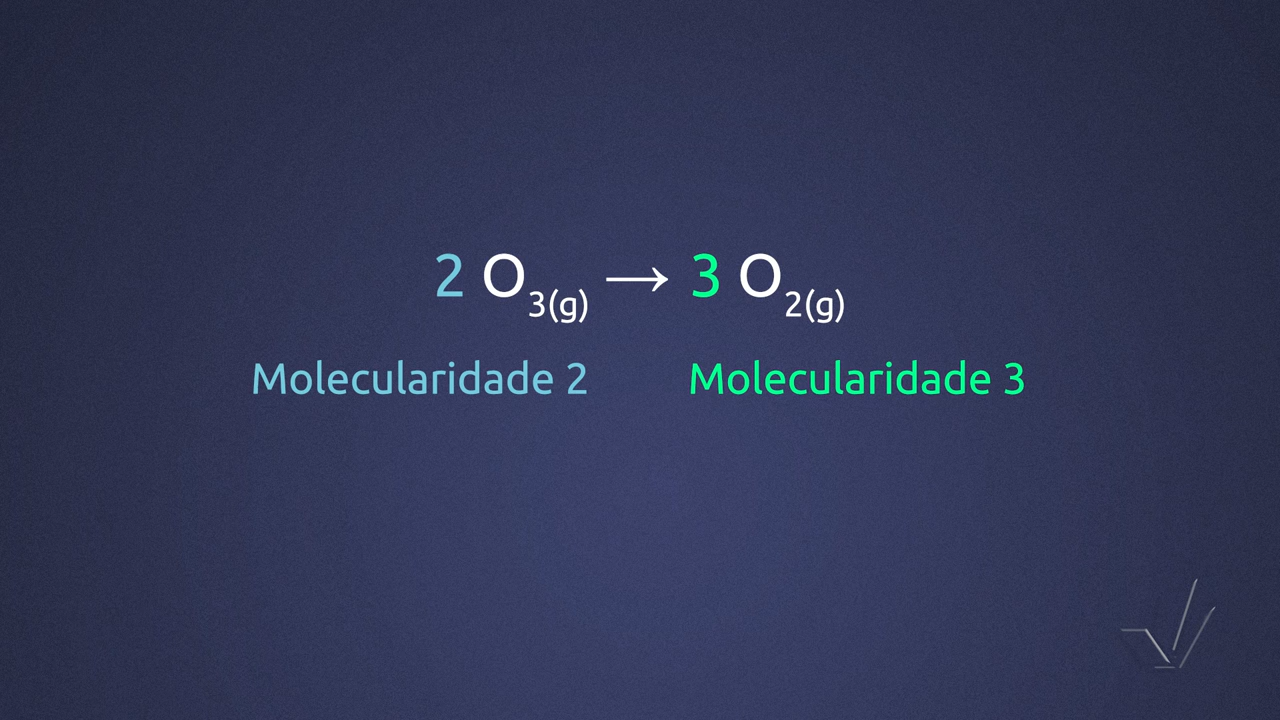 2 O3(g) → 3 O2(g)
Molecularidade 2 Molecularidade 3